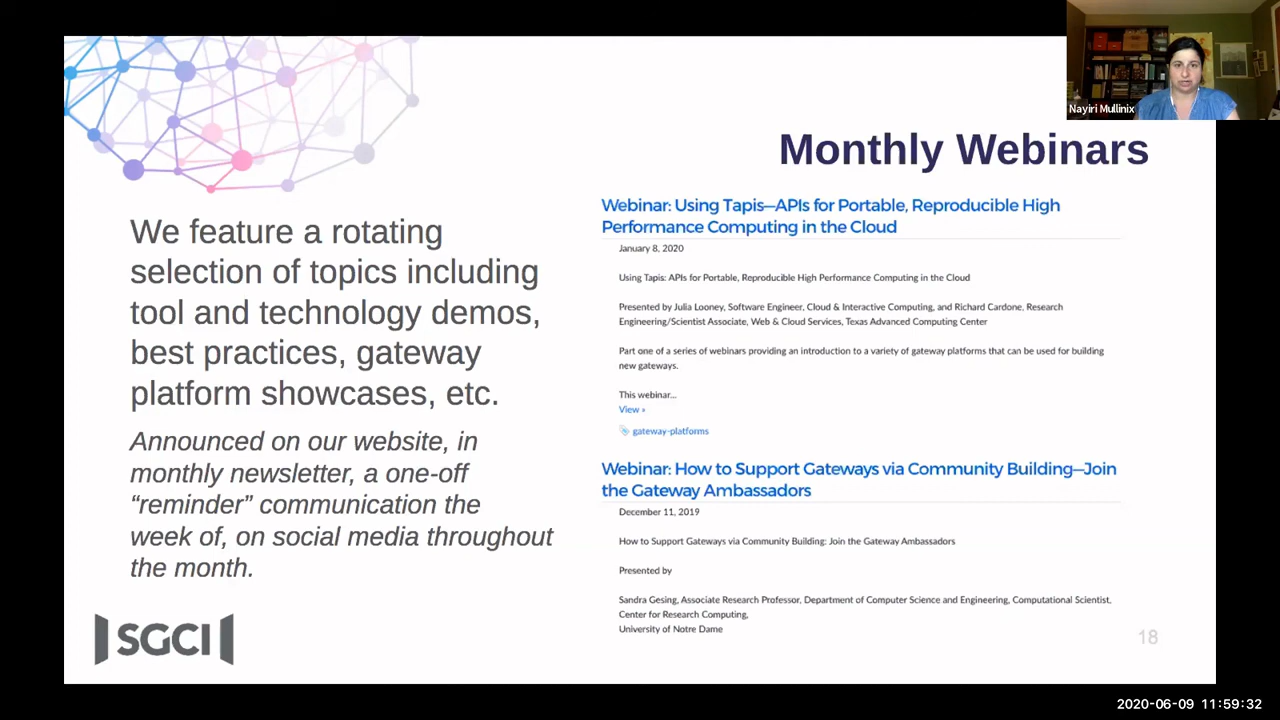 Nayiri Mullinix
Monthly Webinars
We feature a rotating
selection of topics including
tool and technology demos,
best practices, gateway
platform showcases, etc.
Announced on our website, in
monthly newsletter, a one-off
“reminder” communication the
week of, on social media throughout
the month.
Webinar: Using Tapis—APIs for Portable, Reproducible High
Performance Computing in the Cloud
January 8, 2020
Using Tapis: APIs for Portable, Reproducible High Performance Computing in the Cloud
Presented by Julia Looney, Software Engineer, Cloud & Interactive Computing, and Richard Cardone, Research
Engineering/Scientist Associate, Web & Cloud Services, Texas Advanced Computing Center
Part one of a series of webinars providing an introduction to a variety of gateway platforms that can be used for building
new gateways.
This webinar...
View »
gateway-platforms
Webinar: How to Support Gateways via Community Building—Join
the Gateway Ambassadors
December 11, 2019
How to Support Gateways via Community Building: Join the Gateway Ambassadors
Presented by
Sandra Gesing, Associate Research Professor, Department of Computer Science and Engineering, Computational Scientist,
Center for Research Computing,
University of Notre Dame
SGCI
18
2020-06-09 11:59:32